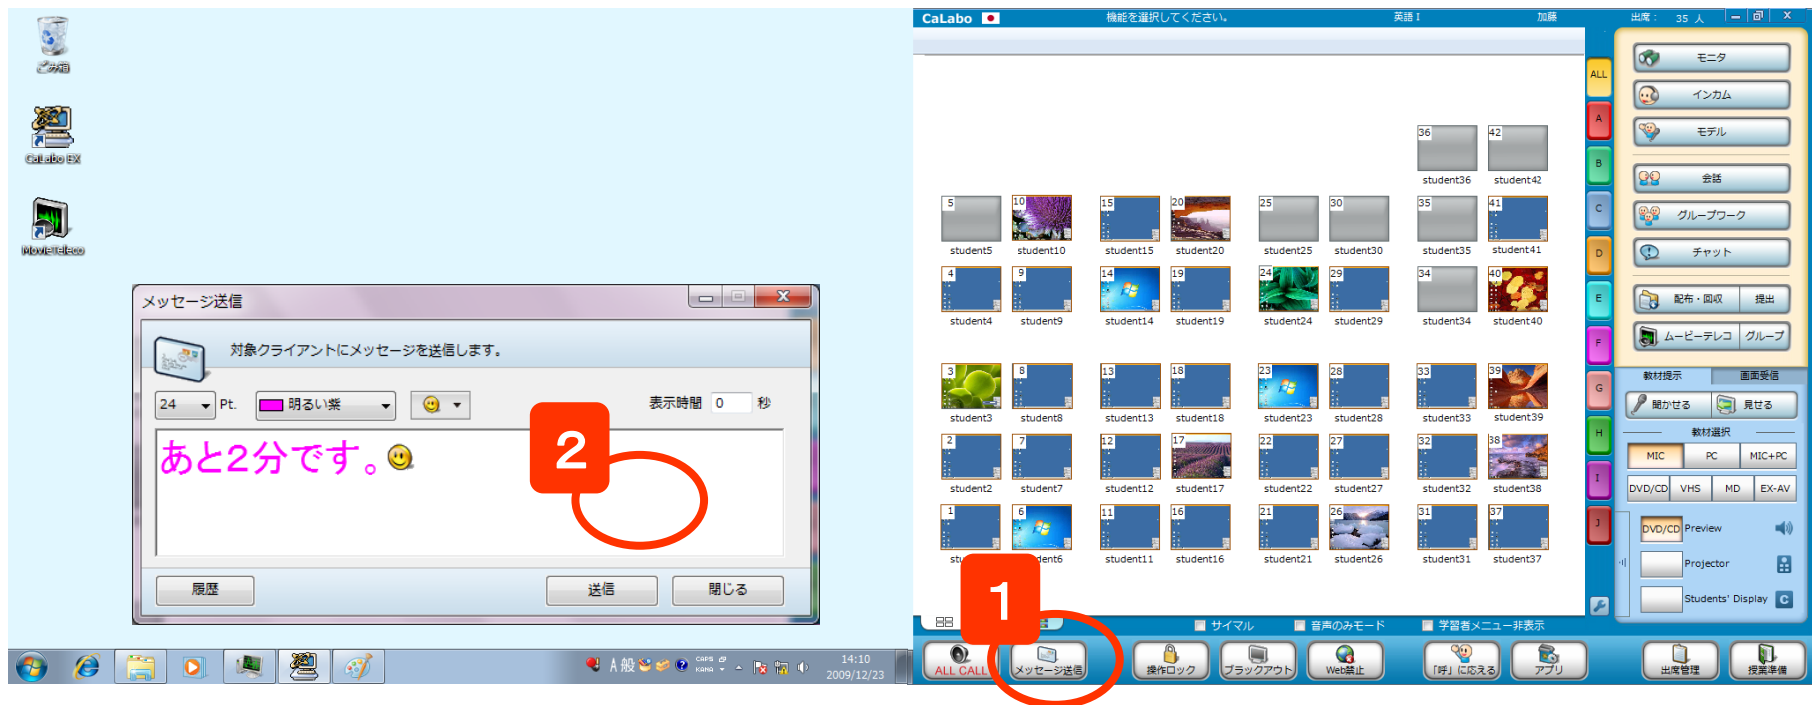 ごみ箱
CaLabo EX
MovieTeleco
メッセージ送信
対象クライアントにメッセージを送信します。
24 Pt. 明るい紫 表示時間 0 秒
あと2分です。
2
履歴 送信 閉じる
A 般 CAPS KANA
14:10
2009/12/23
CaLabo 機能を選択してください。 英語 I 加藤 出席： 35 人
36 42
student36 student42
5 10 15 20 25 30 35 41
student5 student10 student15 student20 student25 student30 student35 student41
4 9 14 19 24 29 34 40
student4 student9 student14 student19 student24 student29 student34 student40
3 8 13 18 23 28 33 39
student3 student8 student13 student18 student23 student28 student33 student39
2 7 12 17 22 27 32 38
student2 student7 student12 student17 student22 student27 student32 student38
1 6 11 16 21 26 31 37
student11 student16 student21 student26 student31 student37
1
サイマル 音声のみモード 学習者メニュー非表示
ALL CALL メッセージ送信 操作ロック ブラックアウト Web禁止 「呼」に応える アプリ 出席管理 授業準備
ALL
A
B
C
D
E
F
G
H
I
J
モニタ
インカム
モデル
会話
グループワーク
チャット
配布・回収 提出
ムービーテレコ グループ
教材提示 画面受信
聞かせる 見せる
教材選択
MIC PC MIC+PC
DVD/CD VHS MD EX-AV
DVD/CD Preview
Projector
Students' Display C